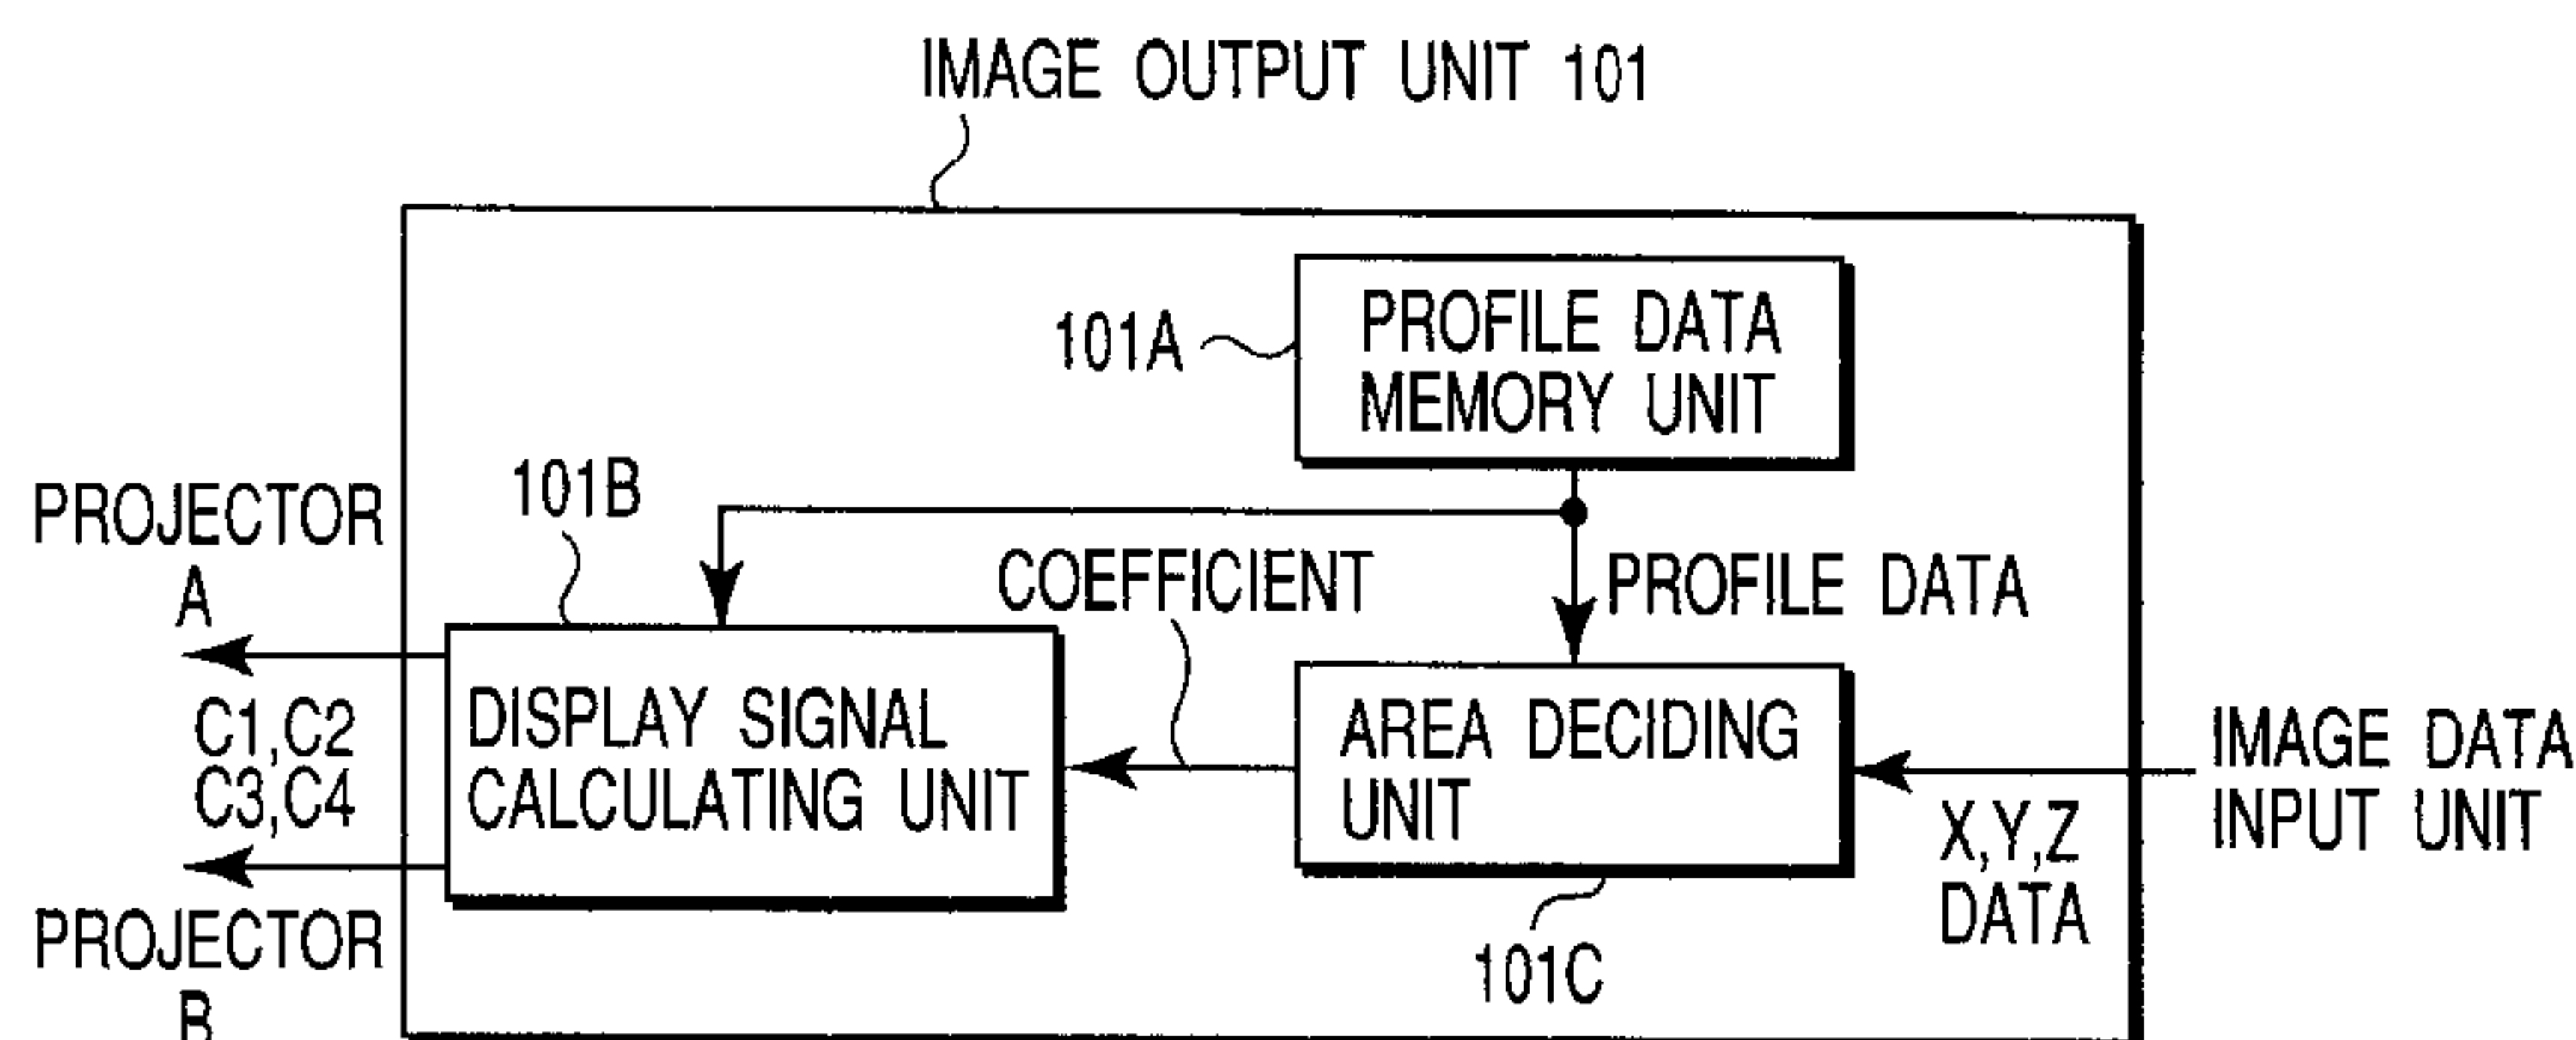 IMAGE OUTPUT UNIT 101
101A
PROFILE DATA
MEMORY UNIT
PROJECTOR
A
101B
COEFFICIENT
PROFILE DATA
C1,C2
C3,C4
DISPLAY SIGNAL
CALCULATING UNIT
AREA DECIDING
UNIT
X,Y,Z
DATA
IMAGE DATA
INPUT UNIT
PROJECTOR
B
101C